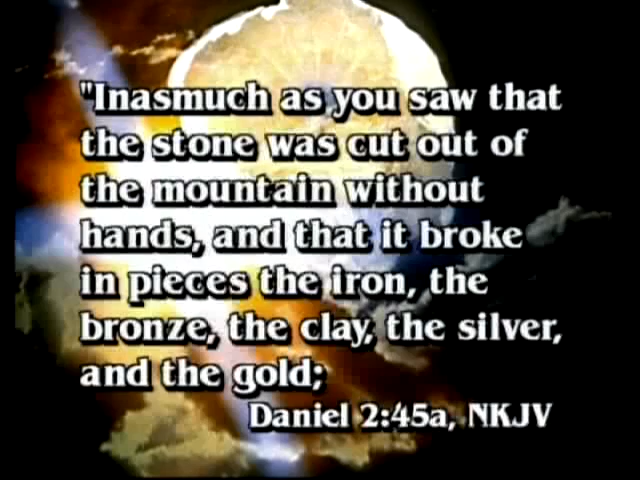 "Inasmuch as you saw that
the stone was cut out of
the mountain without
hands, and that it broke
in pieces the iron, the
bronze, the clay, the silver,
and the gold;
Daniel 2:45a, NKJV